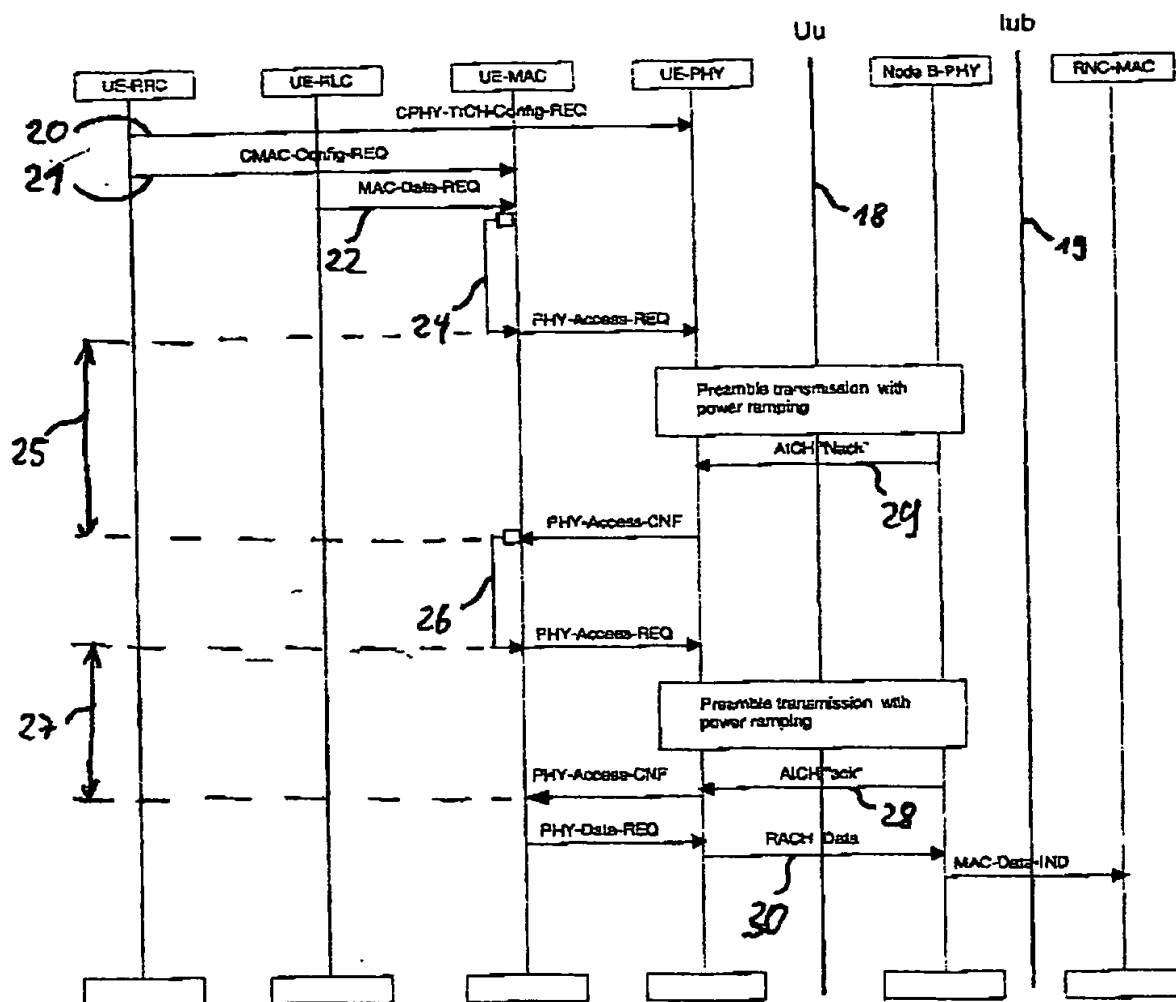 Uu
Iub
UE-RRC
UE-RLC
UE-MAC
UE-PHY
Node B-PHY
RNC-MAC
20
CPHY-TrCH-Config-REQ
21
CMAC-Config-REQ
MAC-Data-REQ
22
18
19
24
PHY-Access-REQ
25
Preamble transmission with
power ramping
AICH "Nack"
29
PHY-Access-CNF
26
PHY-Access-REQ
27
Preamble transmission with
power ramping
PHY-Access-CNF
AICH "ack"
28
PHY-Data-REQ
RACH Data
30
MAC-Data-IND